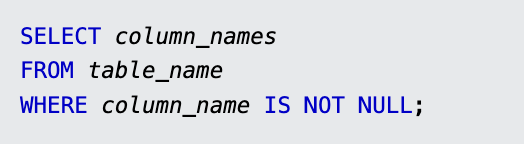 SELECT column_names
FROM table_name
WHERE column_name IS NOT NULL;